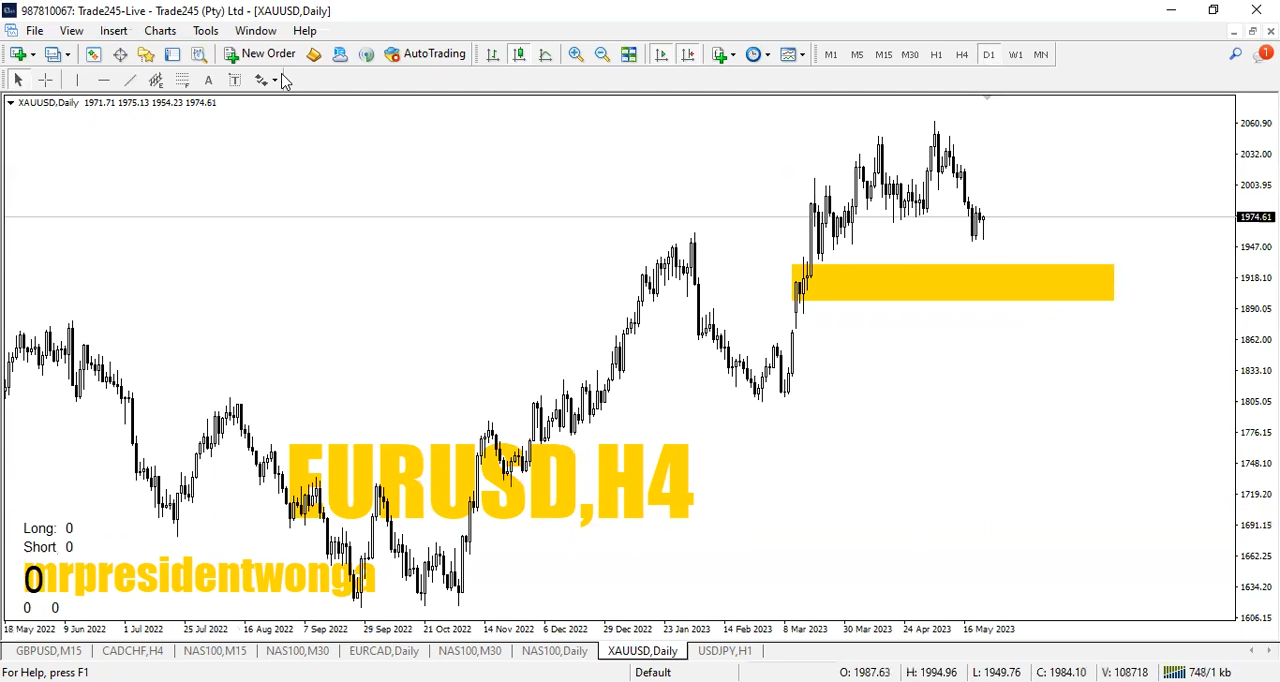 987810067: Trade245-Live - Trade245 (Pty) Ltd - [XAUUSD,Daily]
File View Insert Charts Tools Window Help
New Order AutoTrading M1 M5 M15 M30 H1 H4 D1 W1 MN 1
A T
XAUUSD,Daily 1971.71 1975.13 1954.23 1974.61
2060.90
2032.00
2003.95
1974.61
1947.00
1918.10
1890.05
1862.00
1833.10
1805.05
1776.15
1748.10
1719.20
1691.15
1662.25
1634.20
1606.15
EURUSD,H4
Long: 0
Short 0
0
mrpresidentwonga
0 0
18 May 2022 9 Jun 2022 1 Jul 2022 25 Jul 2022 16 Aug 2022 7 Sep 2022 29 Sep 2022 21 Oct 2022 14 Nov 2022 6 Dec 2022 29 Dec 2022 23 Jan 2023 14 Feb 2023 8 Mar 2023 30 Mar 2023 24 Apr 2023 16 May 2023
GBPUSD,M15 CADCHF,H4 NAS100,M15 NAS100,M30 EURCAD,Daily NAS100,M30 NAS100,Daily XAUUSD,Daily USDJPY,H1
For Help, press F1 Default O: 1987.63 H: 1994.96 L: 1949.76 C: 1984.10 V: 108718 748/1 kb